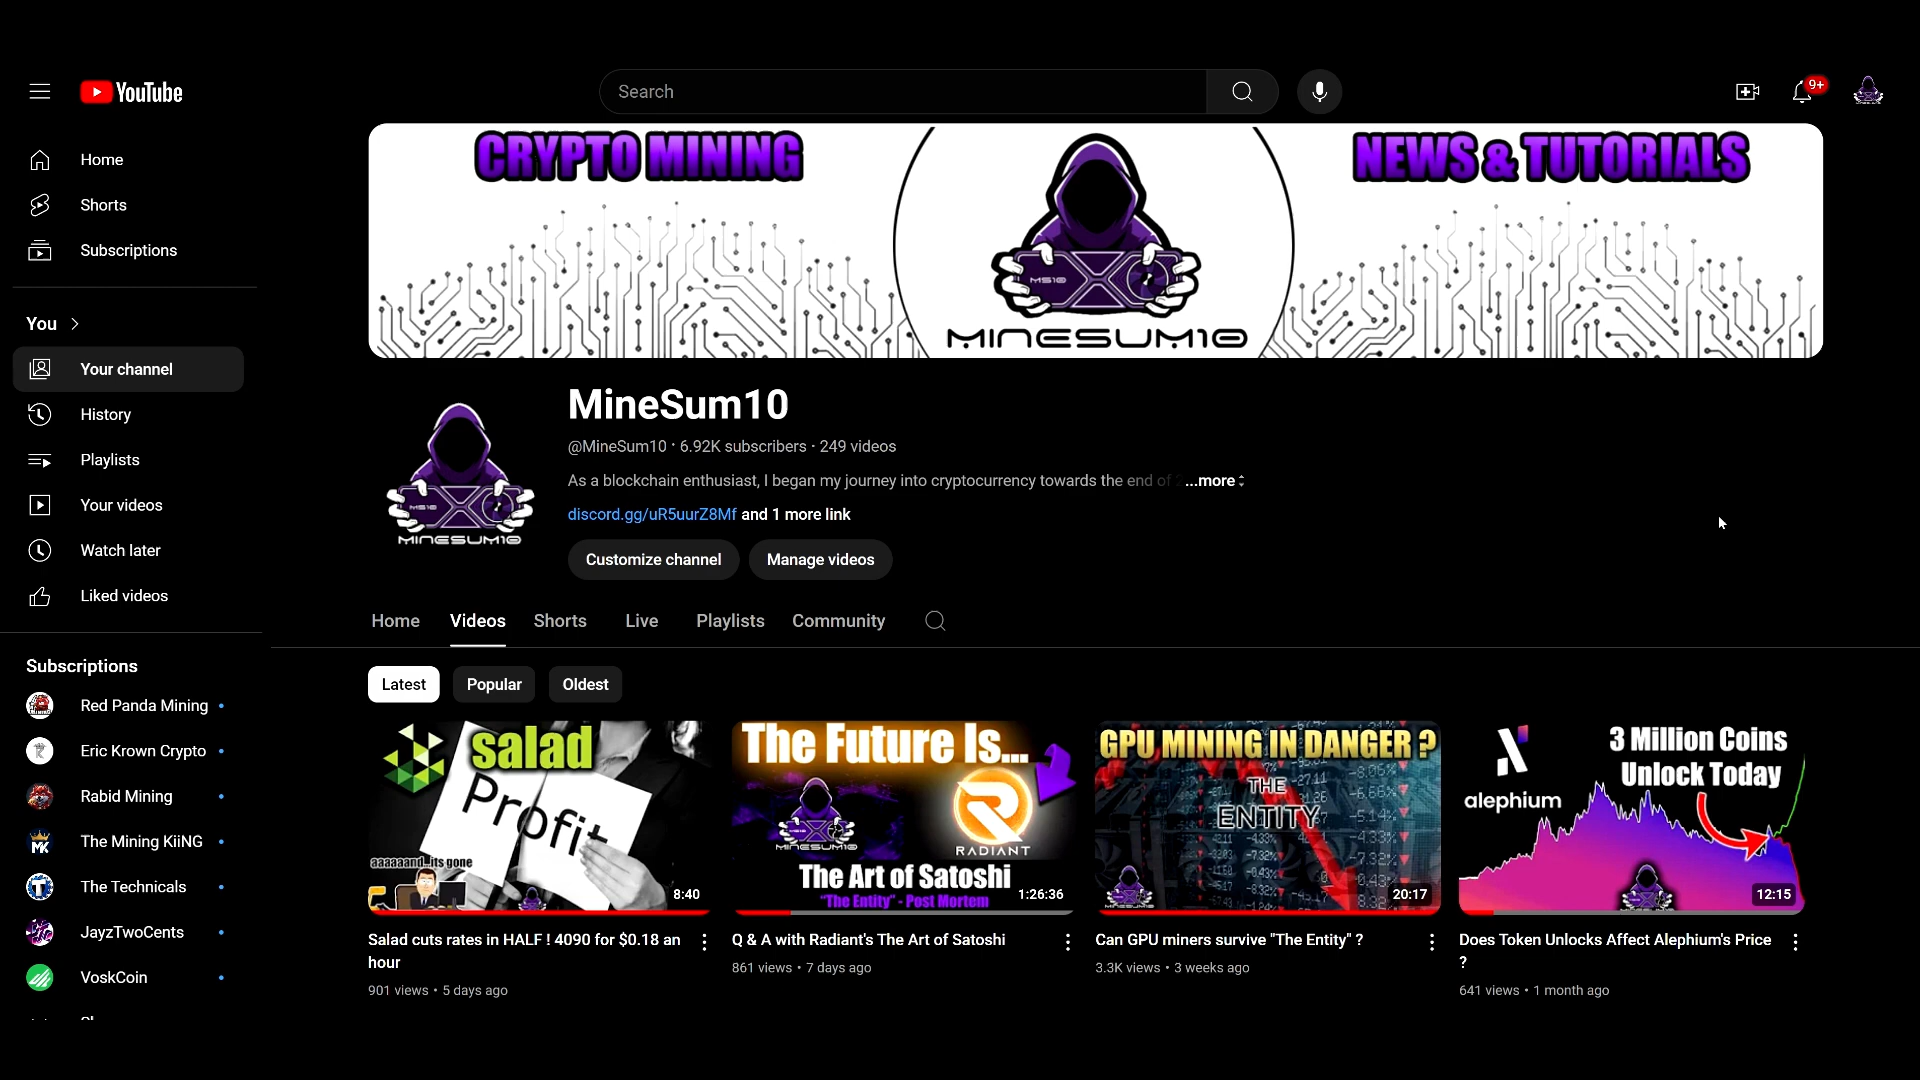 YouTube
Search
9+
Home
Shorts
Subscriptions
You
Your channel
History
Playlists
Your videos
Watch later
Liked videos
Subscriptions
Red Panda Mining
Eric Krown Crypto
Rabid Mining
The Mining KiiNG
The Technicals
JayzTwoCents
VoskCoin
CRYPTO MINING
NEWS & TUTORIALS
MS10
MINESUM10
MINESUM10
MineSum10
@MineSum10 · 6.92K subscribers · 249 videos
As a blockchain enthusiast, I began my journey into cryptocurrency towards the end of ...more
discord.gg/uR5uurZ8Mf and 1 more link
Customize channel
Manage videos
Home
Videos
Shorts
Live
Playlists
Community
Latest
Popular
Oldest
salad
Profit
aaaaaand...its gone
8:40
Salad cuts rates in HALF ! 4090 for $0.18 an
hour
901 views • 5 days ago
The Future Is...
MINESUM10
RADIANT
The Art of Satoshi
"The Entity" - Post Mortem
1:26:36
Q & A with Radiant's The Art of Satoshi
861 views • 7 days ago
GPU MINING IN DANGER ?
THE
ENTITY
20:17
Can GPU miners survive "The Entity" ?
3.3K views • 3 weeks ago
3 Million Coins
Unlock Today
alephium
12:15
Does Token Unlocks Affect Alephium's Price
?
641 views • 1 month ago